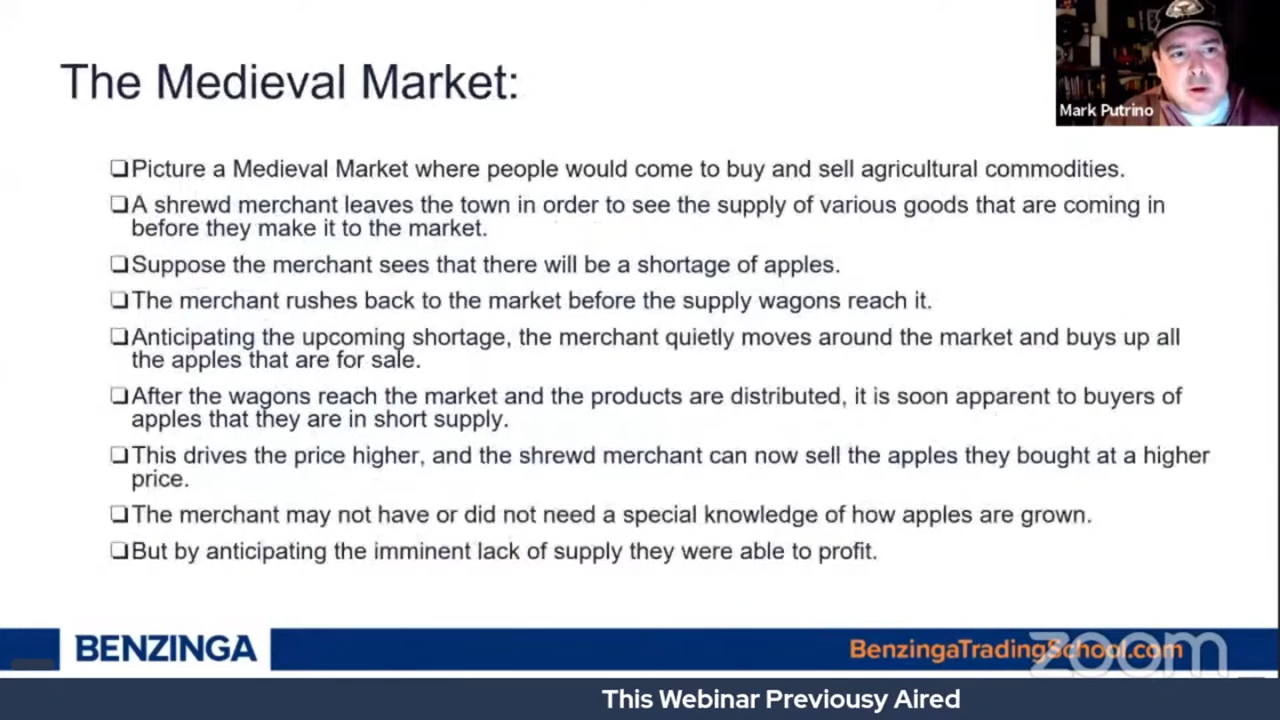 The Medieval Market:
Mark Putrino
❑Picture a Medieval Market where people would come to buy and sell agricultural commodities.
❑A shrewd merchant leaves the town in order to see the supply of various goods that are coming in
before they make it to the market.
❑Suppose the merchant sees that there will be a shortage of apples.
❑The merchant rushes back to the market before the supply wagons reach it.
❑Anticipating the upcoming shortage, the merchant quietly moves around the market and buys up all
the apples that are for sale.
❑After the wagons reach the market and the products are distributed, it is soon apparent to buyers of
apples that they are in short supply.
❑This drives the price higher, and the shrewd merchant can now sell the apples they bought at a higher
price.
❑The merchant may not have or did not need a special knowledge of how apples are grown.
❑But by anticipating the imminent lack of supply they were able to profit.
BENZINGA
BenzingaTradingSchool.com
zoom
This Webinar Previousy Aired